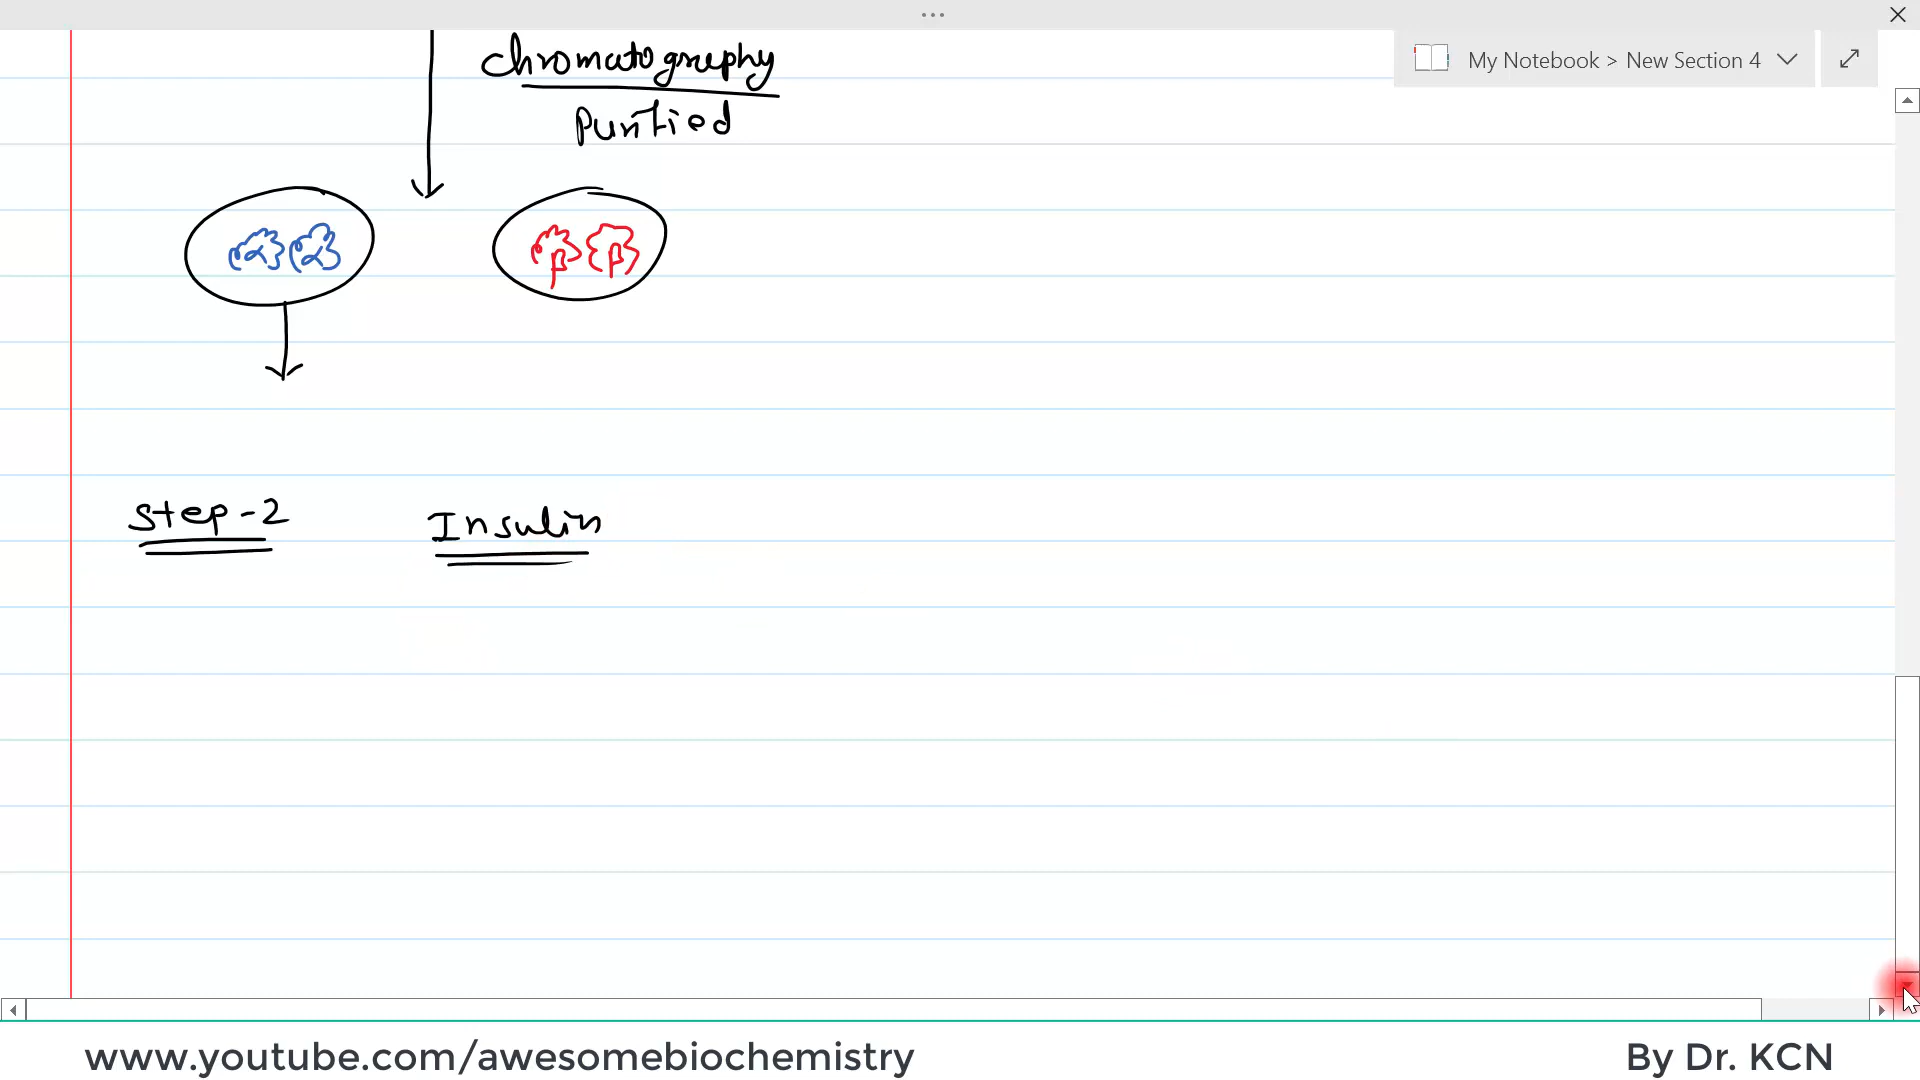 My Notebook > New Section 4
Chromatography
Purified
α α β β
Step-2 Insulin
www.youtube.com/awesomebiochemistry By Dr. KCN